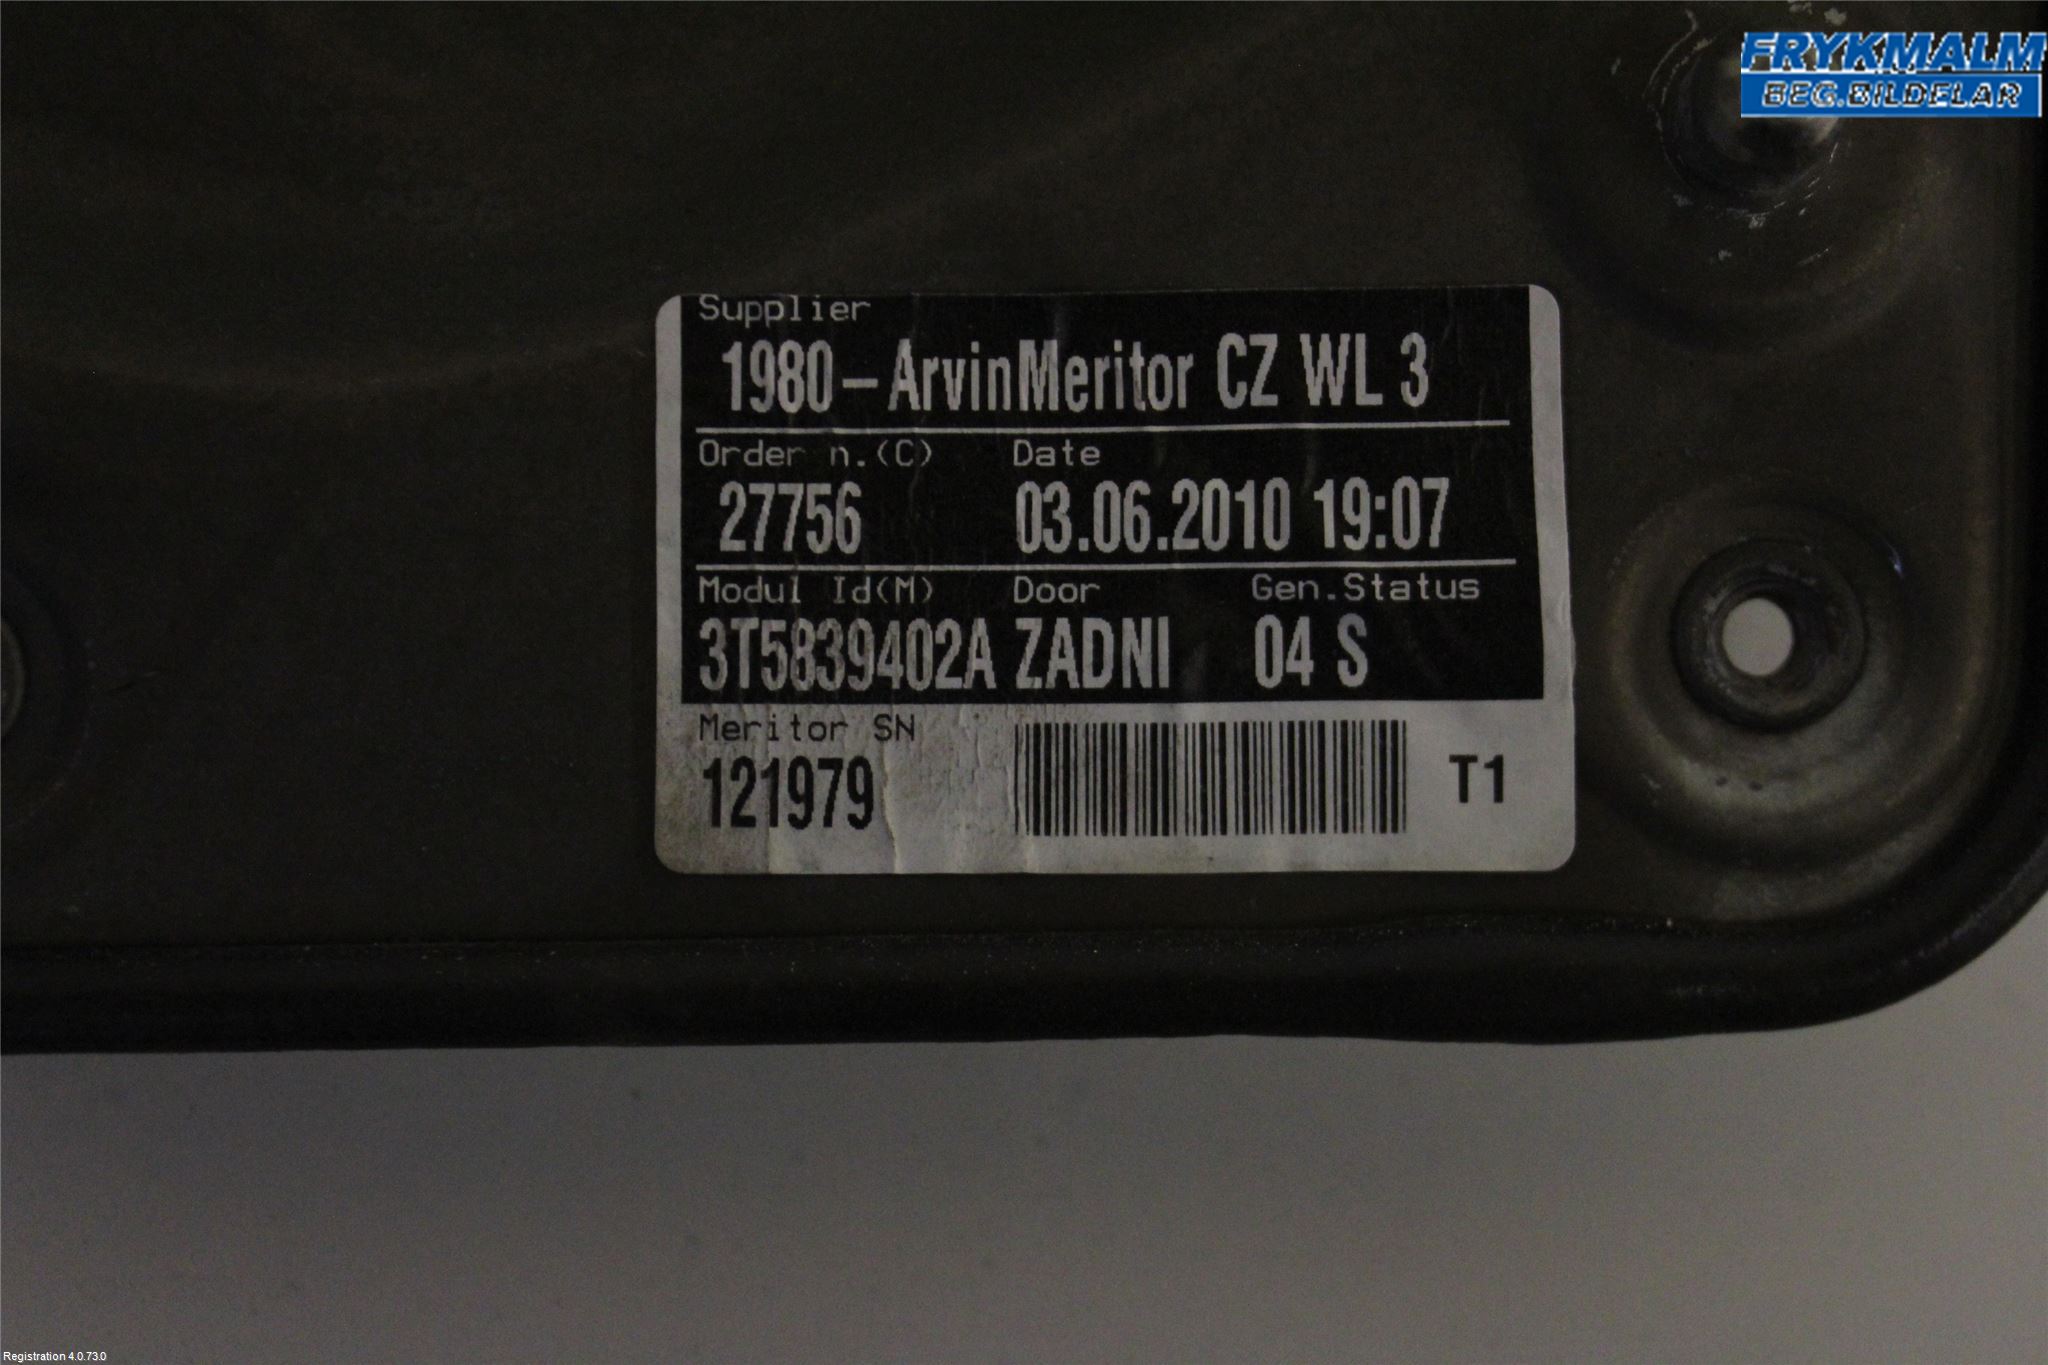 FRYKMALM
BEG.BILDELAR
Supplier
1980-ArvinMeritor CZ WL 3
Order n.(C) Date
27756 03.06.2010 19:07
Modul Id(M) Door Gen.Status
3T5839402A ZADNI 04 S
Meritor SN
121979 T1
Registration 4.0.73.0